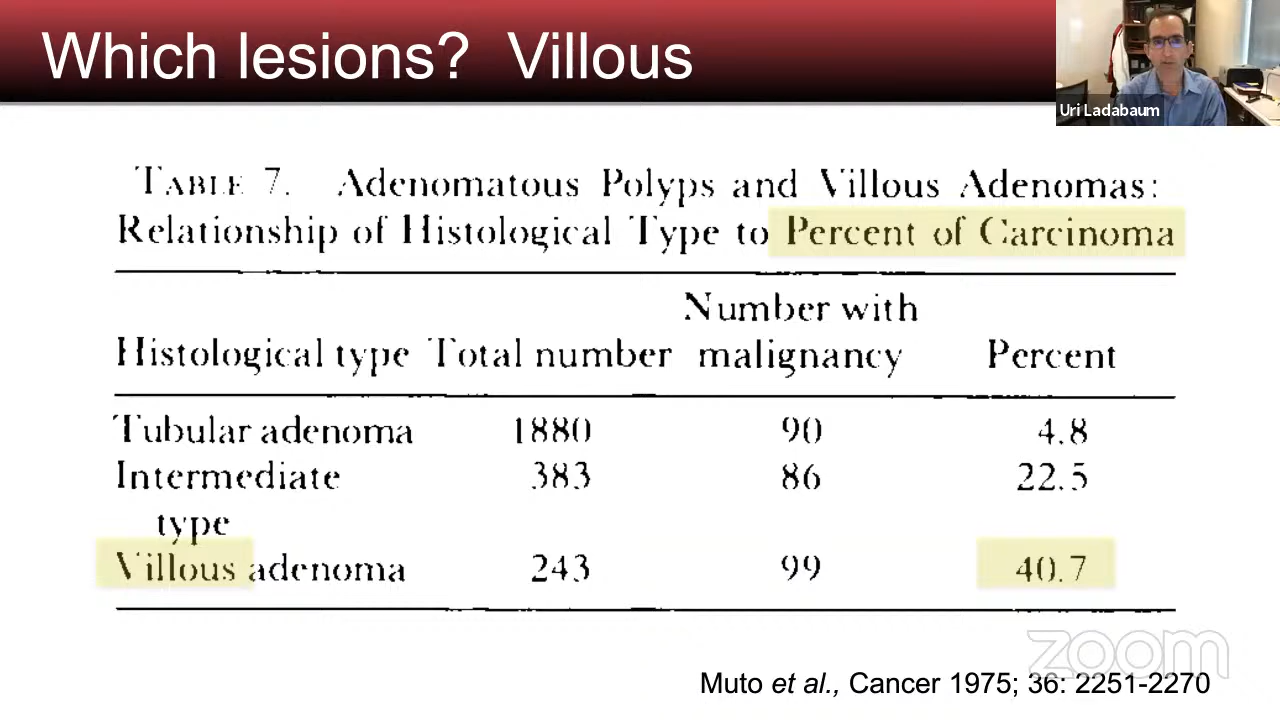 Which lesions? Villous
Uri Ladabaum
TABLE 7. Adenomatous Polyps and Villous Adenomas:
Relationship of Histological Type to Percent of Carcinoma
Number with
Histological type Total number malignancy Percent
Tubular adenoma 1880 90 4.8
Intermediate 383 86 22.5
type
Villous adenoma 243 99 40.7
zoom
Muto et al., Cancer 1975; 36: 2251-2270